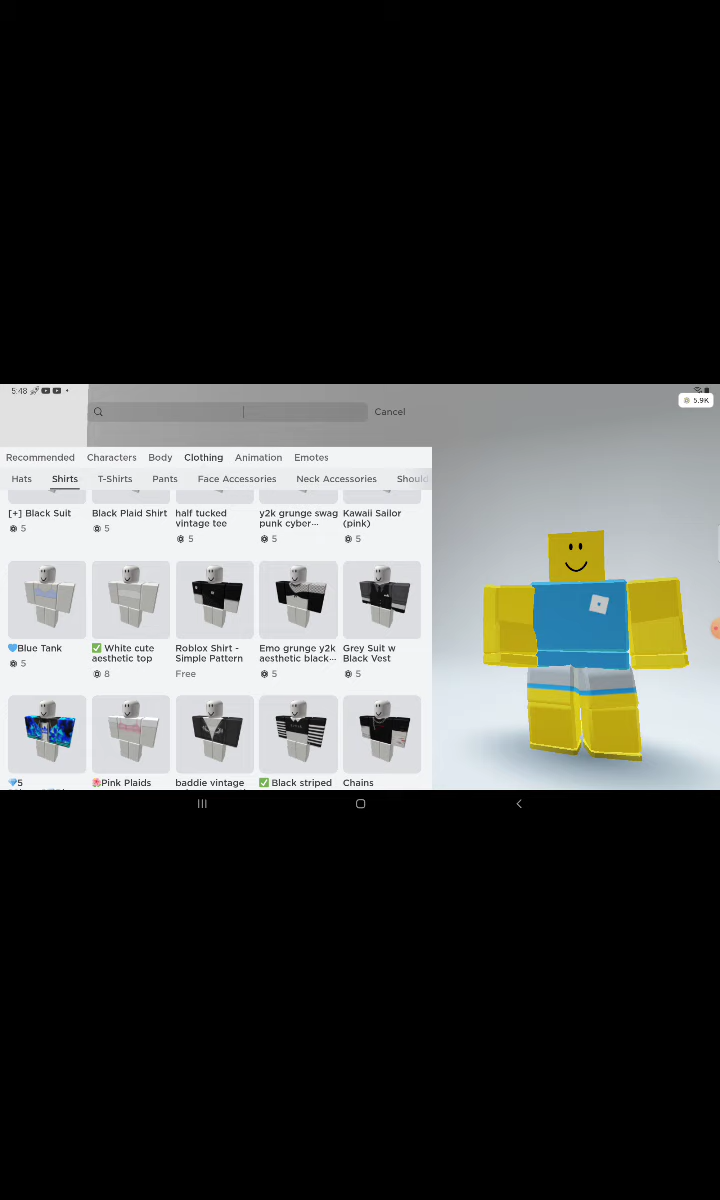 5:48
5.9K
Cancel
Recommended Characters Body Clothing Animation Emotes
Hats Shirts T-Shirts Pants Face Accessories Neck Accessories Should
[+] Black Suit
5
Black Plaid Shirt
5
half tucked
vintage tee
5
y2k grunge swag
punk cyber...
5
Kawaii Sailor
(pink)
5
💙Blue Tank
5
✅ White cute
aesthetic top
8
Roblox Shirt -
Simple Pattern
Free
Emo grunge y2k
aesthetic black...
5
Grey Suit w
Black Vest
5
💎5
🌺Pink Plaids
baddie vintage
✅ Black striped
Chains